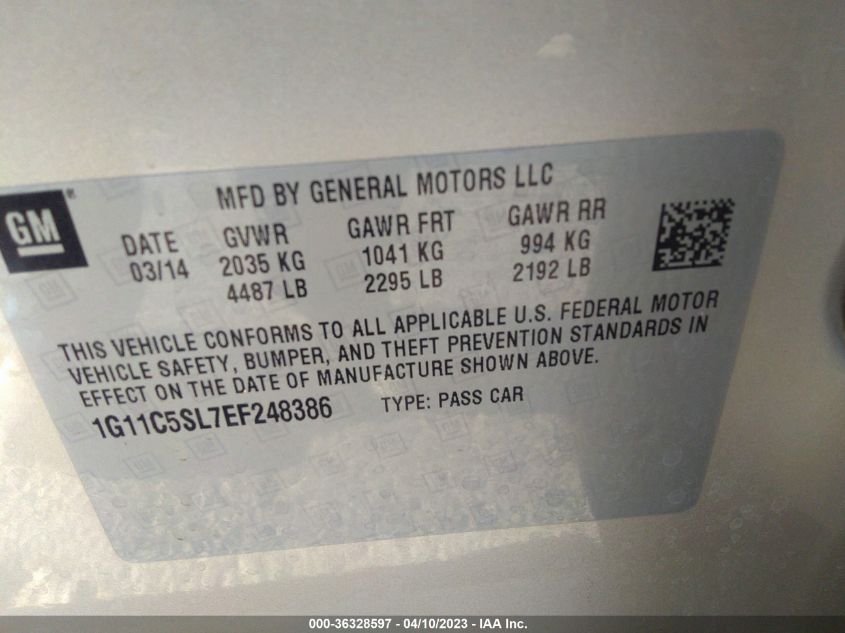 MFD BY GENERAL MOTORS LLC
GM®
DATE GVWR GAWR FRT GAWR RR
03/14 2035 KG 1041 KG 994 KG
4487 LB 2295 LB 2192 LB
THIS VEHICLE CONFORMS TO ALL APPLICABLE U.S. FEDERAL MOTOR
VEHICLE SAFETY, BUMPER, AND THEFT PREVENTION STANDARDS IN
EFFECT ON THE DATE OF MANUFACTURE SHOWN ABOVE.
1G11C5SL7EF248386 TYPE: PASS CAR
000-36328597 - 04/10/2023 - IAA Inc.